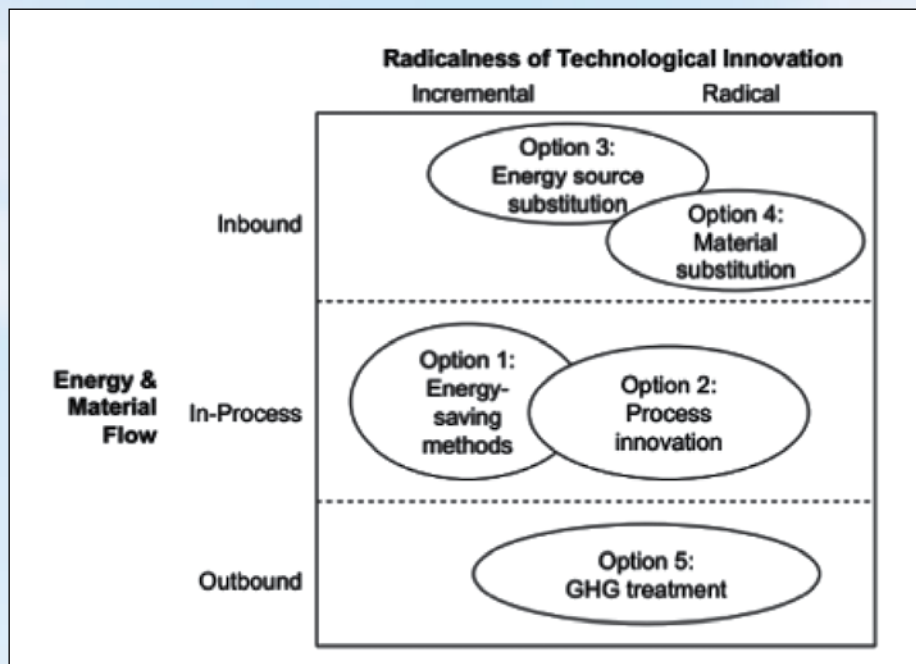 Radicalness of Technological Innovation
Incremental Radical
Option 3:
Energy source
substitution
Option 4:
Material
substitution
Inbound
Option 1:
Energy-
saving
methods
Option 2:
Process
innovation
Energy &
Material
Flow
In-Process
Option 5:
GHG treatment
Outbound